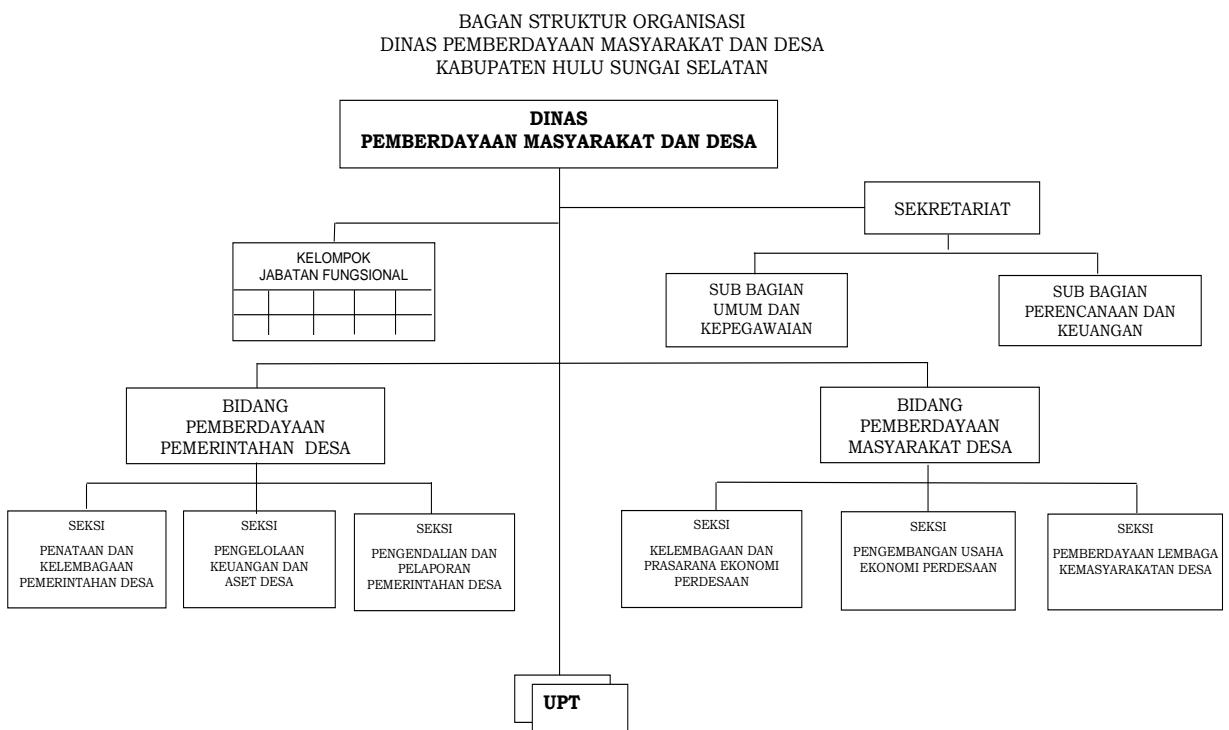 BAGAN STRUKTUR ORGANISASI
DINAS PEMBERDAYAAN MASYARAKAT DAN DESA
KABUPATEN HULU SUNGAI SELATAN
DINAS
PEMBERDAYAAN MASYARAKAT DAN DESA
SEKRETARIAT
KELOMPOK
JABATAN FUNGSIONAL
SUB BAGIAN
UMUM DAN
KEPEGAWAIAN
SUB BAGIAN
PERENCANAAN DAN
KEUANGAN
BIDANG
PEMBERDAYAAN
PEMERINTAHAN DESA
BIDANG
PEMBERDAYAAN
MASYARAKAT DESA
SEKSI
PENATAAN DAN
KELEMBAGAAN
PEMERINTAHAN DESA
SEKSI
PENGELOLAAN
KEUANGAN DAN
ASET DESA
SEKSI
PENGENDALIAN DAN
PELAPORAN
PEMERINTAHAN DESA
SEKSI
KELEMBAGAAN DAN
PRASARANA EKONOMI
PERDESAAN
SEKSI
PENGEMBANGAN USAHA
EKONOMI PERDESAAN
SEKSI
PEMBERDAYAAN LEMBAGA
KEMASYARAKATAN DESA
UPT